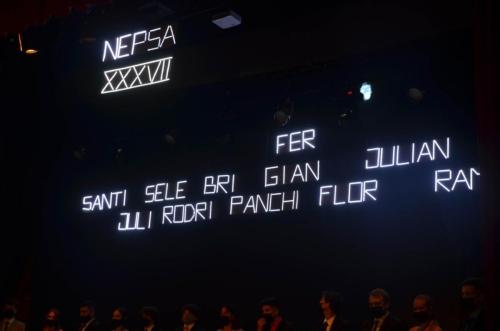 NEPSA
XXXVII
FER
SANTI SELE BRI GIAN JULIAN
JULI RODRI PANCHI FLOR